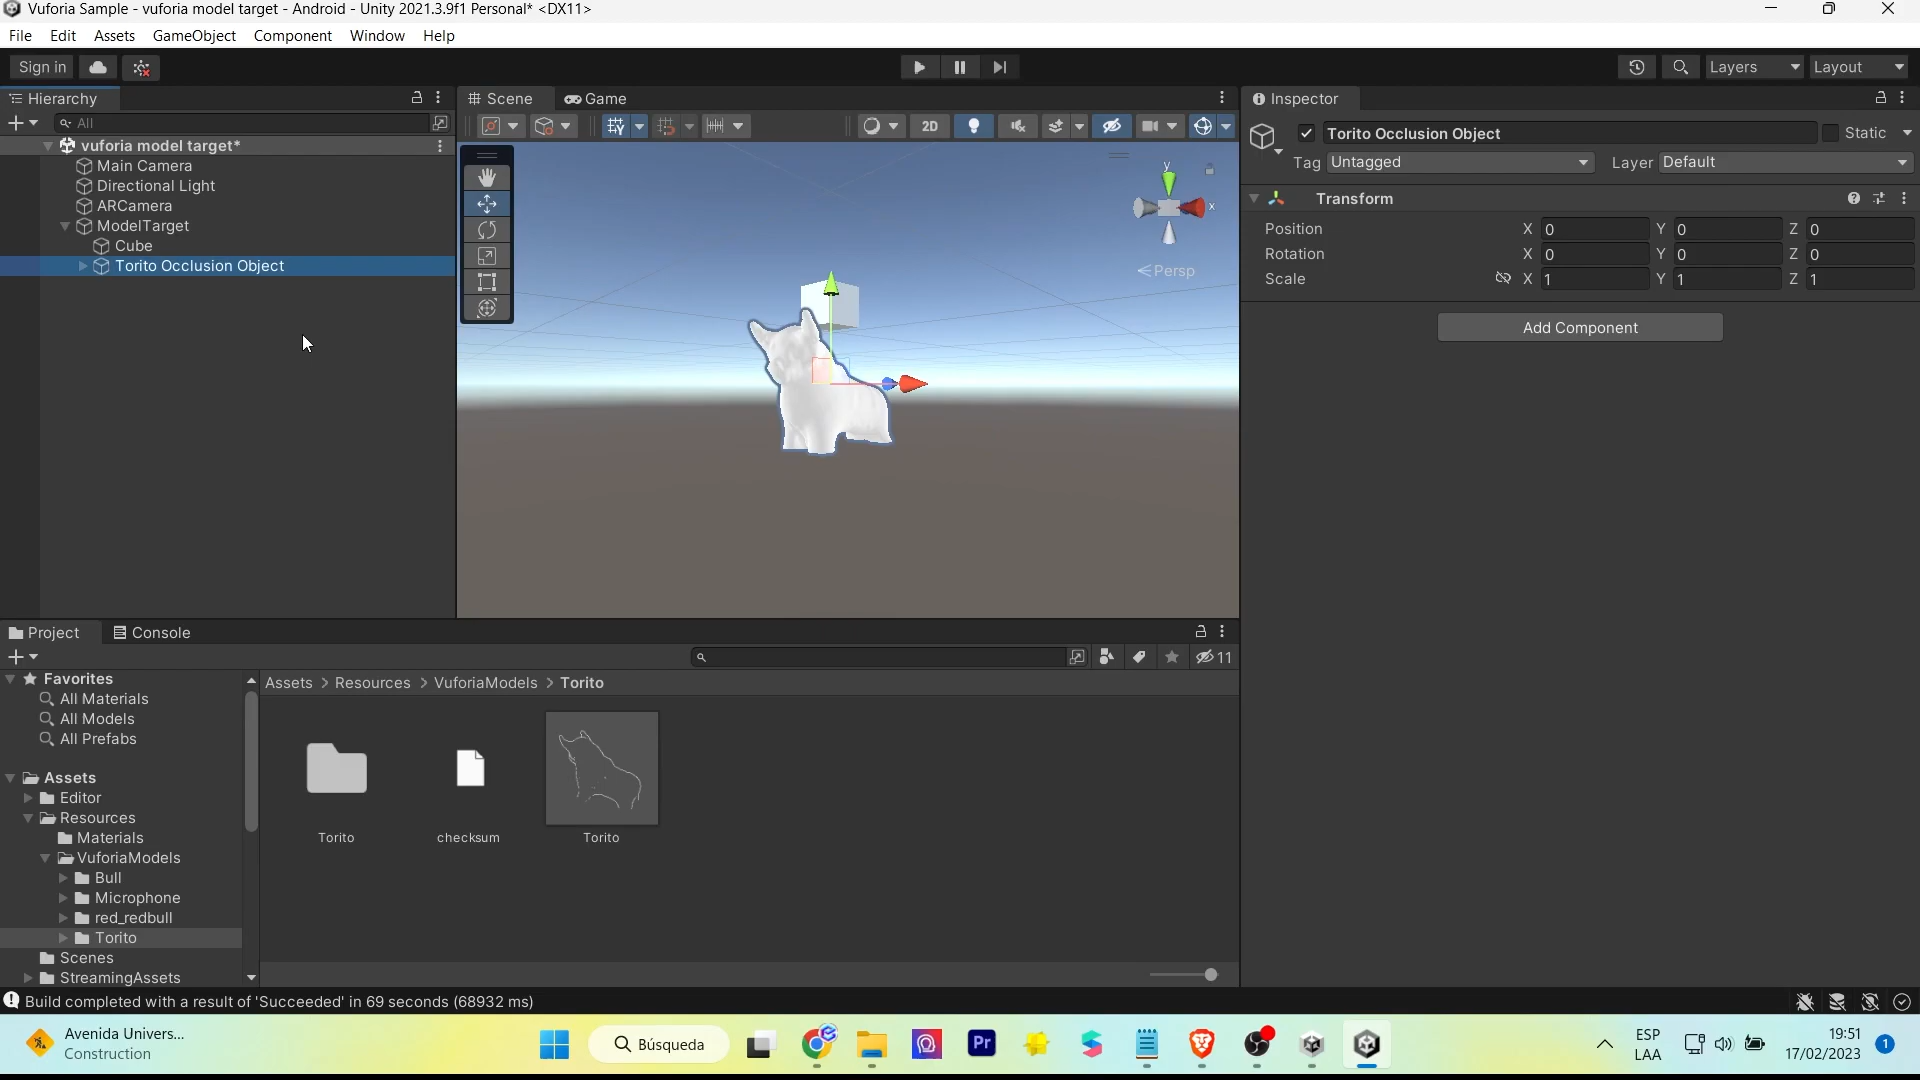 Vuforia Sample - vuforia model target - Android - Unity 2021.3.9f1 Personal* <DX11>
File Edit Assets GameObject Component Window Help
Sign in
Layers Layout
Hierarchy
All
vuforia model target*
Main Camera
Directional Light
ARCamera
ModelTarget
Cube
Torito Occlusion Object
Scene Game
2D
y
x
Persp
Inspector
Torito Occlusion Object
Static
Tag Untagged Layer Default
Transform
Position X 0 Y 0 Z 0
Rotation X 0 Y 0 Z 0
Scale X 1 Y 1 Z 1
Add Component
Project Console
11
Favorites
All Materials
All Models
All Prefabs
Assets
Editor
Resources
Materials
VuforiaModels
Bull
Microphone
red_redbull
Torito
Scenes
StreamingAssets
Assets > Resources > VuforiaModels > Torito
Torito checksum Torito
Build completed with a result of 'Succeeded' in 69 seconds (68932 ms)
Avenida Univers...
Construction
Búsqueda
Pr
ESP
LAA
19:51
17/02/2023
1